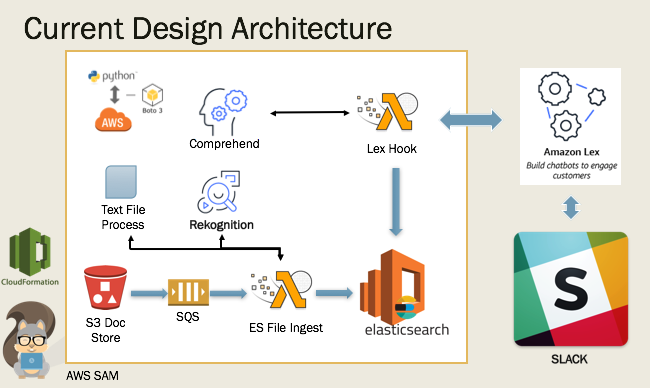 Current Design Architecture
python
Boto 3
AWS
Comprehend
Lex Hook
Amazon Lex
Build chatbots to engage
customers
Text File
Process
Rekognition
CloudFormation
S3 Doc
Store
SQS
ES File Ingest
elasticsearch
S
SLACK
AWS SAM